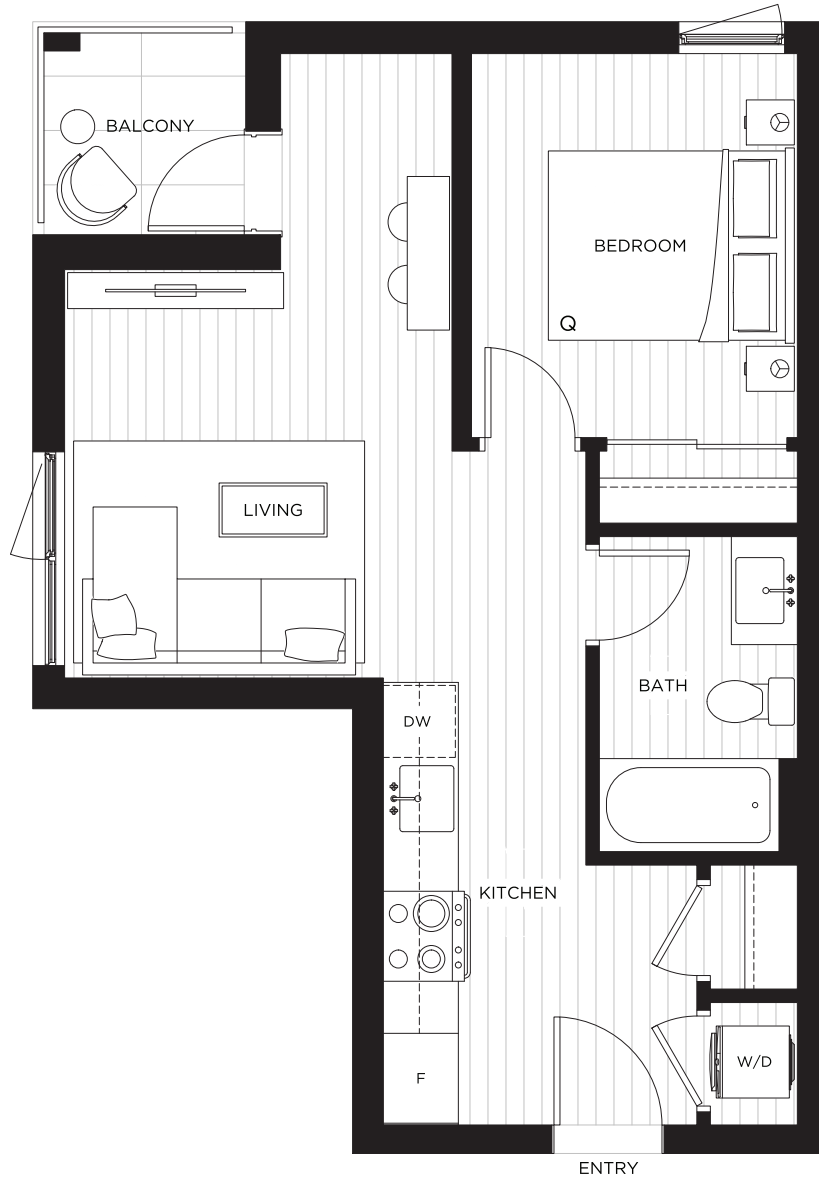 BALCONY
BEDROOM
Q
LIVING
BATH
DW
KITCHEN
W/D
F
ENTRY